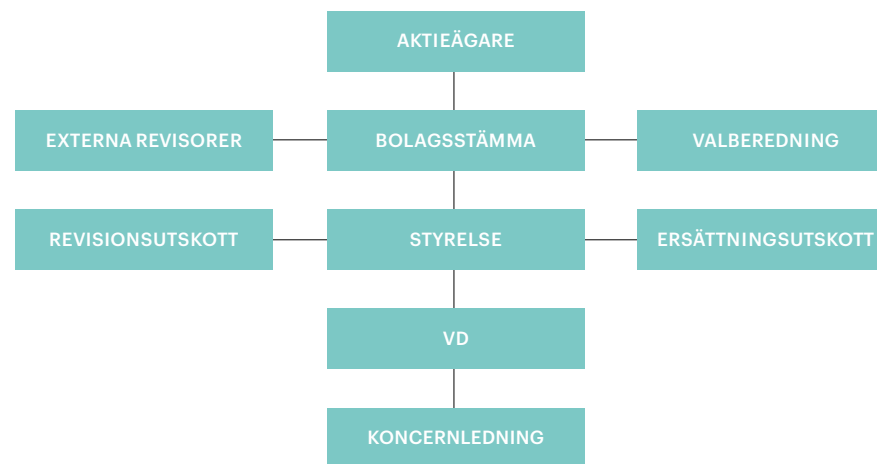 AKTIEÄGARE
EXTERNA REVISORER
BOLAGSSTÄMMA
VALBEREDNING
REVISIONSUTSKOTT
STYRELSE
ERSÄTTNINGSUTSKOTT
VD
KONCERNLEDNING